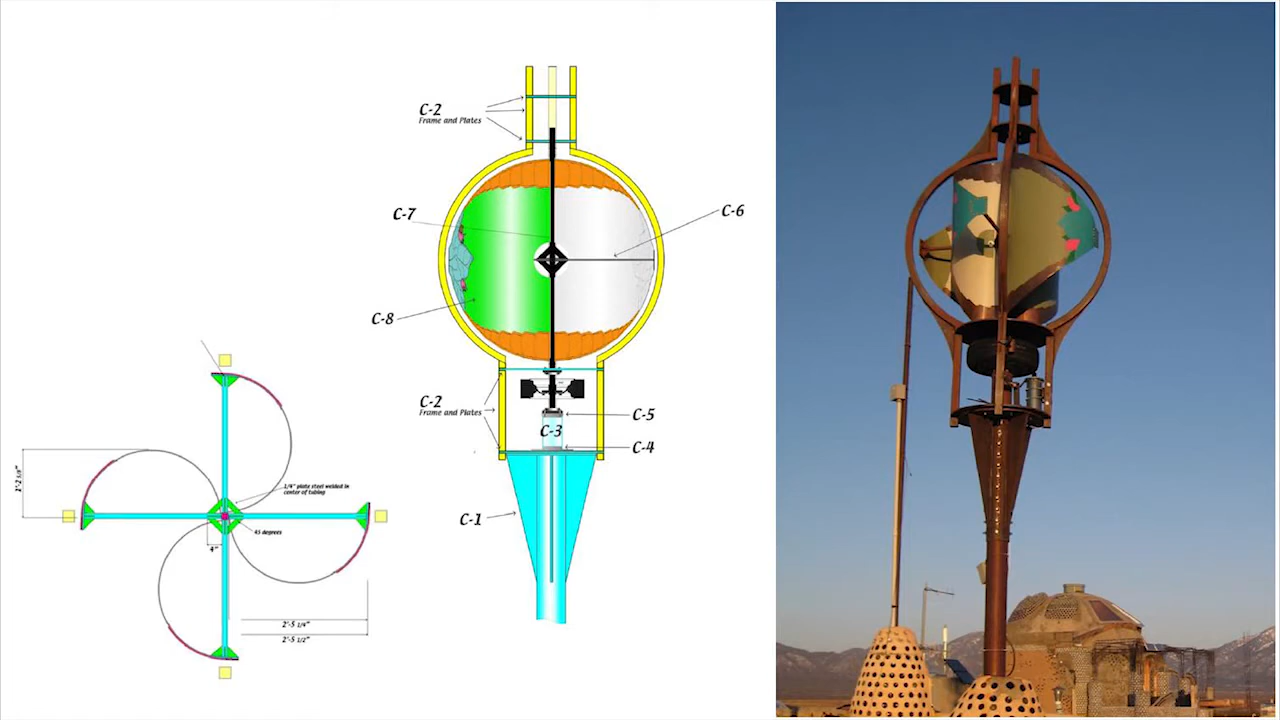 C-2
Frame and Plates
C-7
C-6
C-8
C-2
Frame and Plates
C-5
C-3
C-4
C-1
1/4" plate steel welded in
center of tubing
45 degrees
4"
2'-5 1/4"
2'-5 1/2"